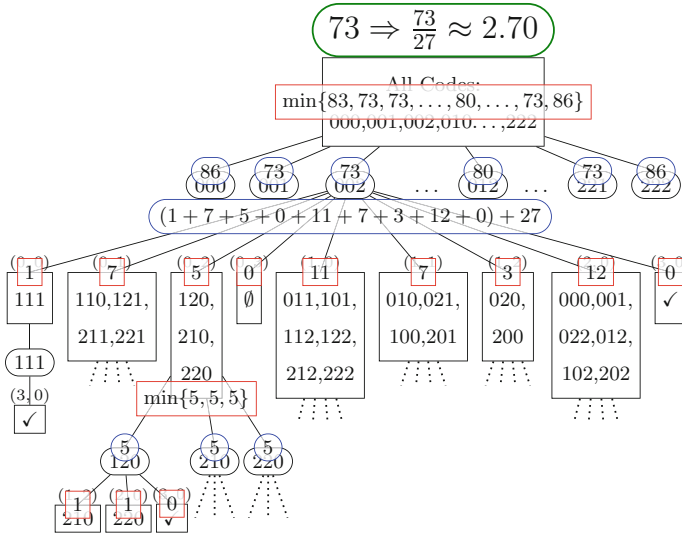 73 ⇒ 73/27 ≈ 2.70
All Codes:
min{83, 73, 73, . . . , 80, . . . , 73, 86}
000,001,002,010. . . ,222
86 73 73 80 73 86
000 001 002 . . . 012 . . . 221 222
(1 + 7 + 5 + 0 + 11 + 7 + 3 + 12 + 0) + 27
1 7 5 0 11 7 3 12 0
111 110,121, 120, ∅ 011,101, 010,021, 020, 000,001, ✓
211,221 210, 112,122, 100,201 200 022,012,
111 220 212,222 102,202
(3, 0) min{5, 5, 5}
✓
5 5 5
120 210 220
1 1 0
210 220 ✓